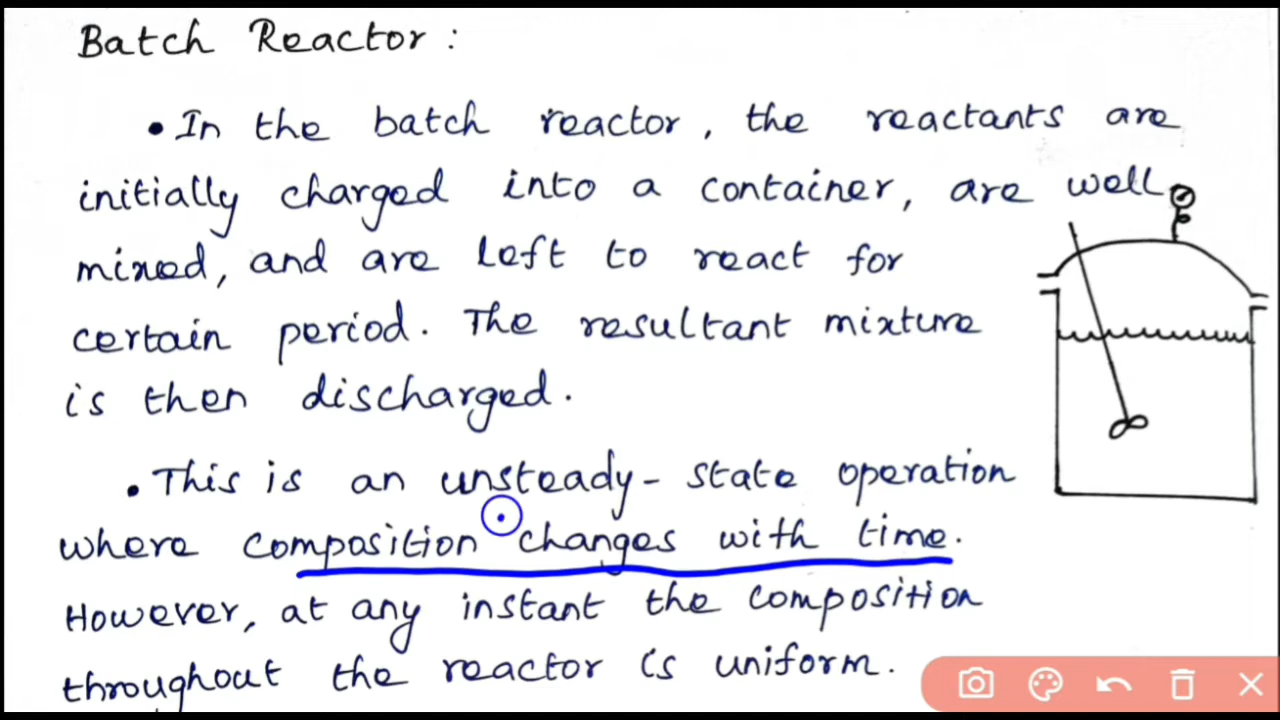 Batch Reactor :
• In the batch reactor, the reactants are
initially charged into a container, are well
mixed, and are left to react for
certain period. The resultant mixture
is then discharged.
• This is an unsteady-state operation
where composition changes with time.
However, at any instant the composition
throughout the reactor is uniform.